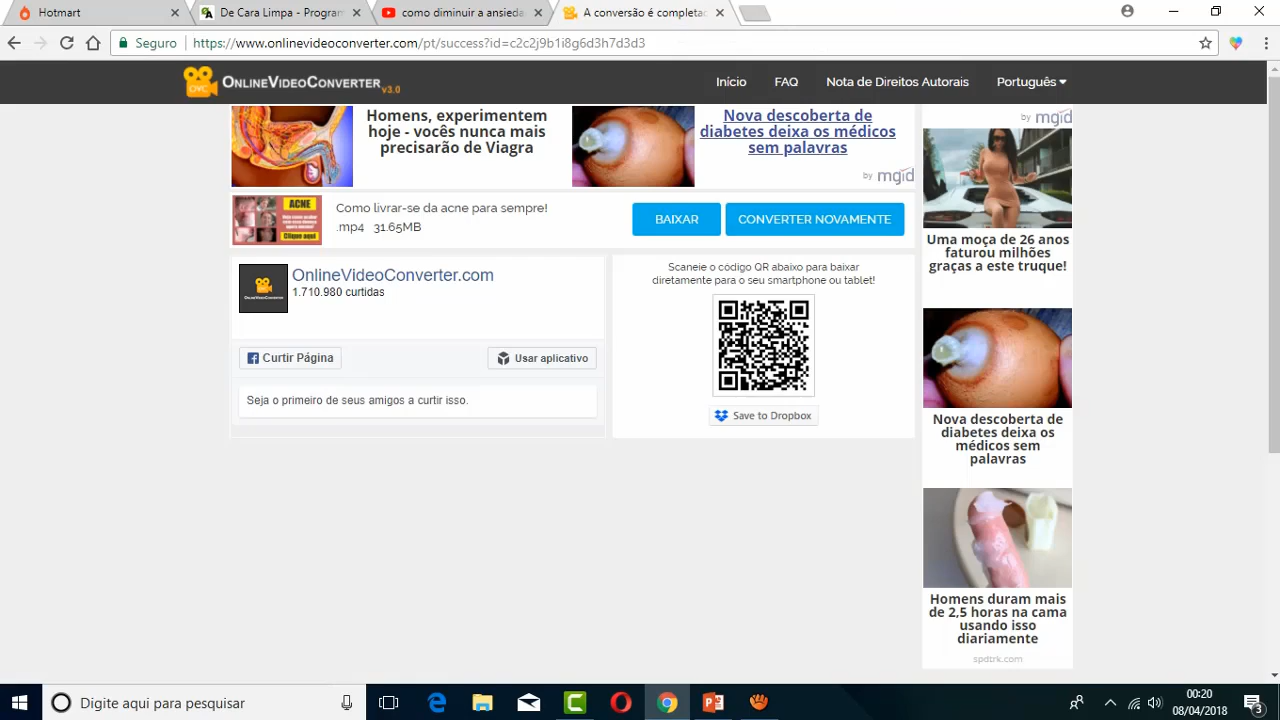 Hotmart
De Cara Limpa - Program
como diminuir a ansieda
A conversão é completad
Seguro
https://www.onlinevideoconverter.com/pt/success?id=c2c2j9b1i8g6d3h7d3d3
OVC
ONLINEVIDEOCONVERTER v3.0
Início
FAQ
Nota de Direitos Autorais
Português
Homens, experimentem
hoje - vocês nunca mais
precisarão de Viagra
Nova descoberta de
diabetes deixa os médicos
sem palavras
by mgid
ACNE
Clique aqui
Como livrar-se da acne para sempre!
.mp4 31.65MB
BAIXAR
CONVERTER NOVAMENTE
OnlineVideoConverter.com
1.710.980 curtidas
Curtir Página
Usar aplicativo
Seja o primeiro de seus amigos a curtir isso.
Scaneie o código QR abaixo para baixar
diretamente para o seu smartphone ou tablet!
Save to Dropbox
by mgid
Uma moça de 26 anos
faturou milhões
graças a este truque!
Nova descoberta de
diabetes deixa os
médicos sem
palavras
Homens duram mais
de 2,5 horas na cama
usando isso
diariamente
spdtrk.com
Digite aqui para pesquisar
00:20
08/04/2018
3